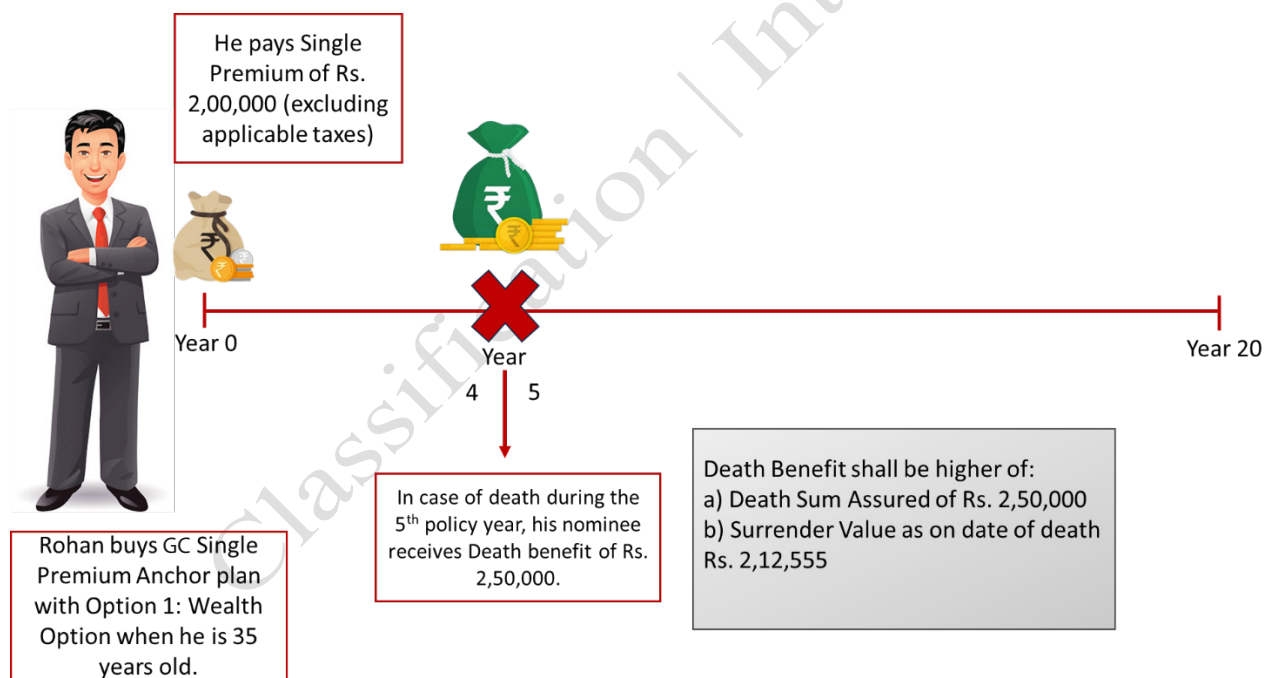 He pays Single
Premium of Rs.
2,00,000 (excluding
applicable taxes)
₹
₹
₹
Year 0
Year
4 5
Year 20
In case of death during the
5th policy year, his nominee
receives Death benefit of Rs.
2,50,000.
Death Benefit shall be higher of:
a) Death Sum Assured of Rs. 2,50,000
b) Surrender Value as on date of death
Rs. 2,12,555
Rohan buys GC Single
Premium Anchor plan
with Option 1: Wealth
Option when he is 35
years old.
Classification | Int